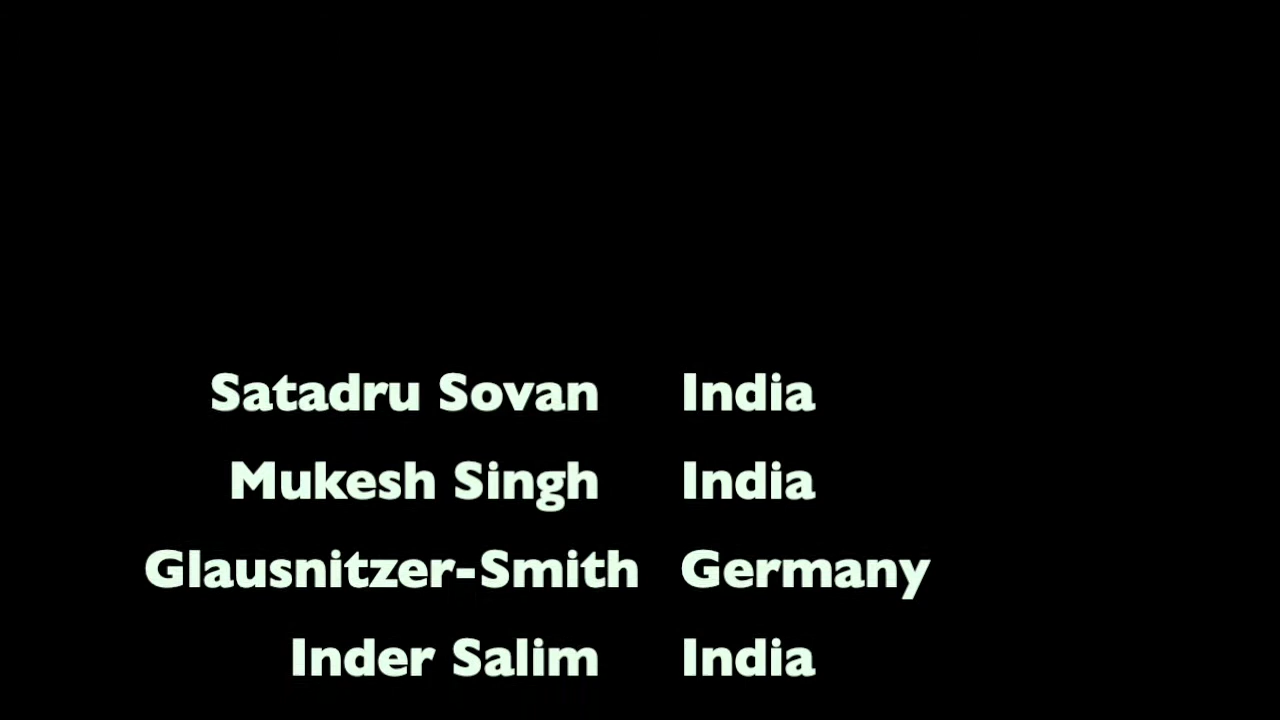 Satadru Sovan India
Mukesh Singh India
Glausnitzer-Smith Germany
Inder Salim India